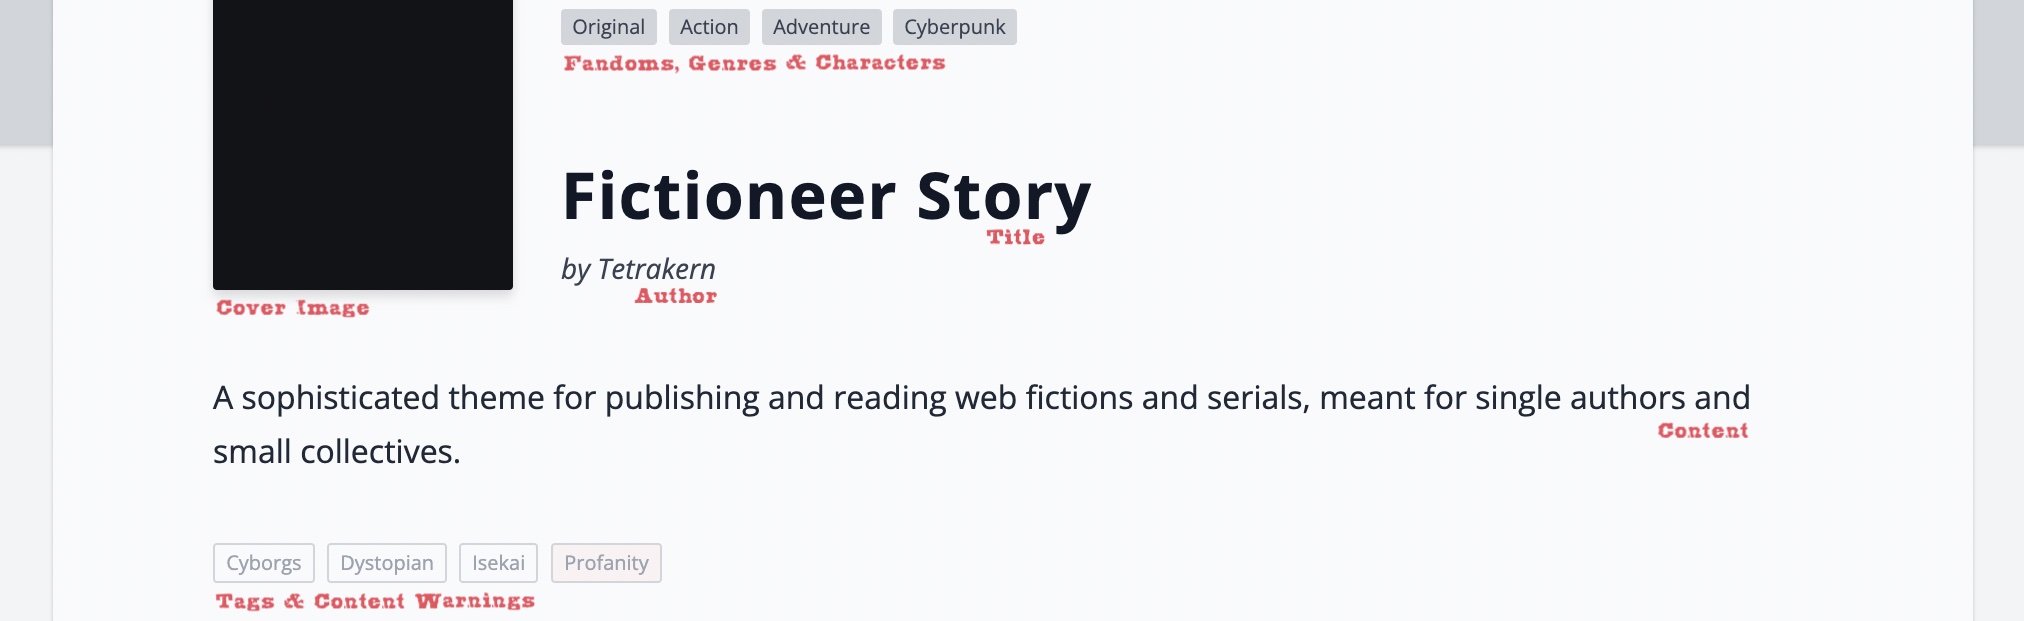 Original Action Adventure Cyberpunk
Fandoms, Genres & Characters
Fictioneer Story
Title
by Tetrakern
Author
Cover Image
A sophisticated theme for publishing and reading web fictions and serials, meant for single authors and
Content
small collectives.
Cyborgs Dystopian Isekai Profanity
Tags & Content Warnings